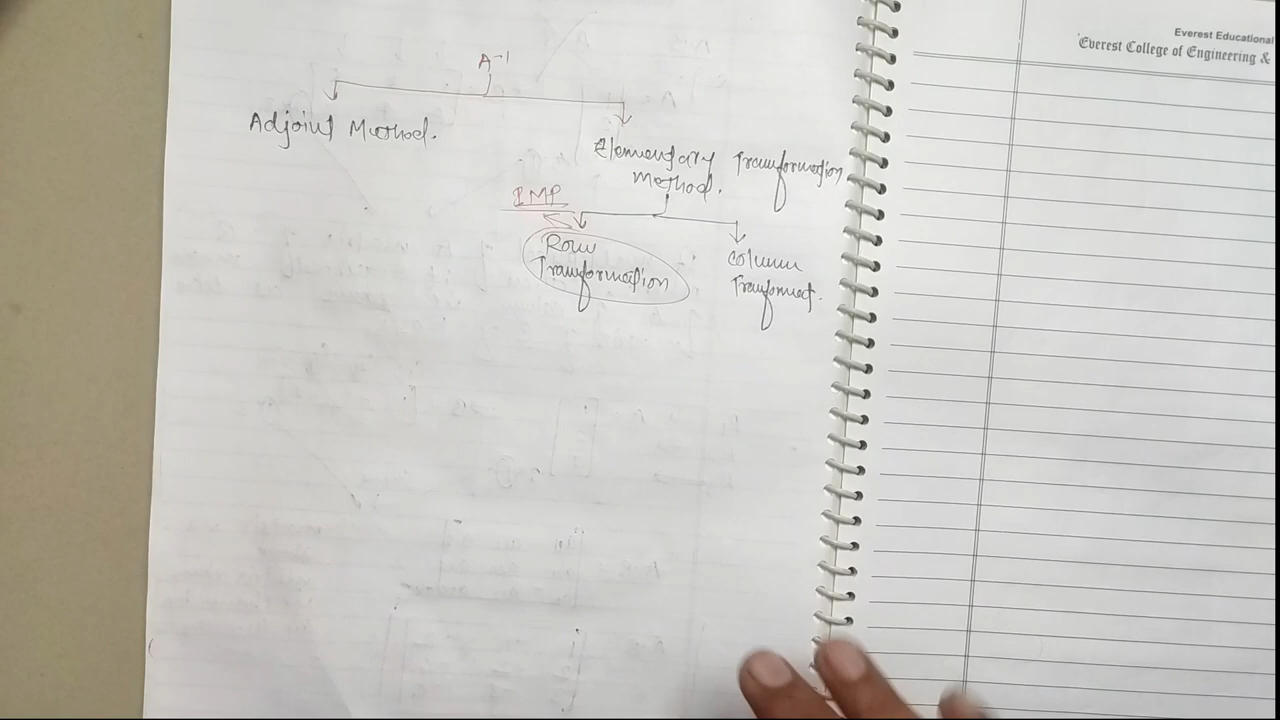 A⁻¹
Adjoint Method.
Elementary Transformation
Method.
IMP
Row
Transformation
Column
Transformat.
Everest Educational
Everest College of Engineering &